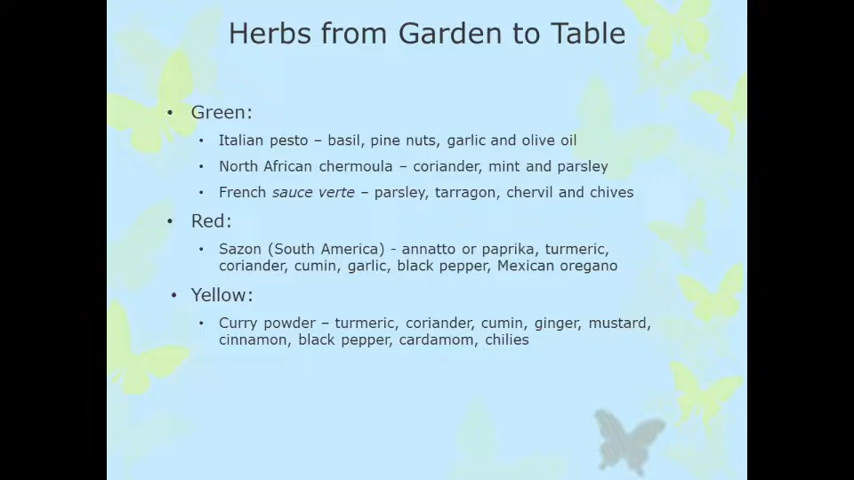 Herbs from Garden to Table
• Green:
• Italian pesto – basil, pine nuts, garlic and olive oil
• North African chermoula – coriander, mint and parsley
• French sauce verte – parsley, tarragon, chervil and chives
• Red:
• Sazon (South America) - annatto or paprika, turmeric,
coriander, cumin, garlic, black pepper, Mexican oregano
• Yellow:
• Curry powder – turmeric, coriander, cumin, ginger, mustard,
cinnamon, black pepper, cardamom, chilies